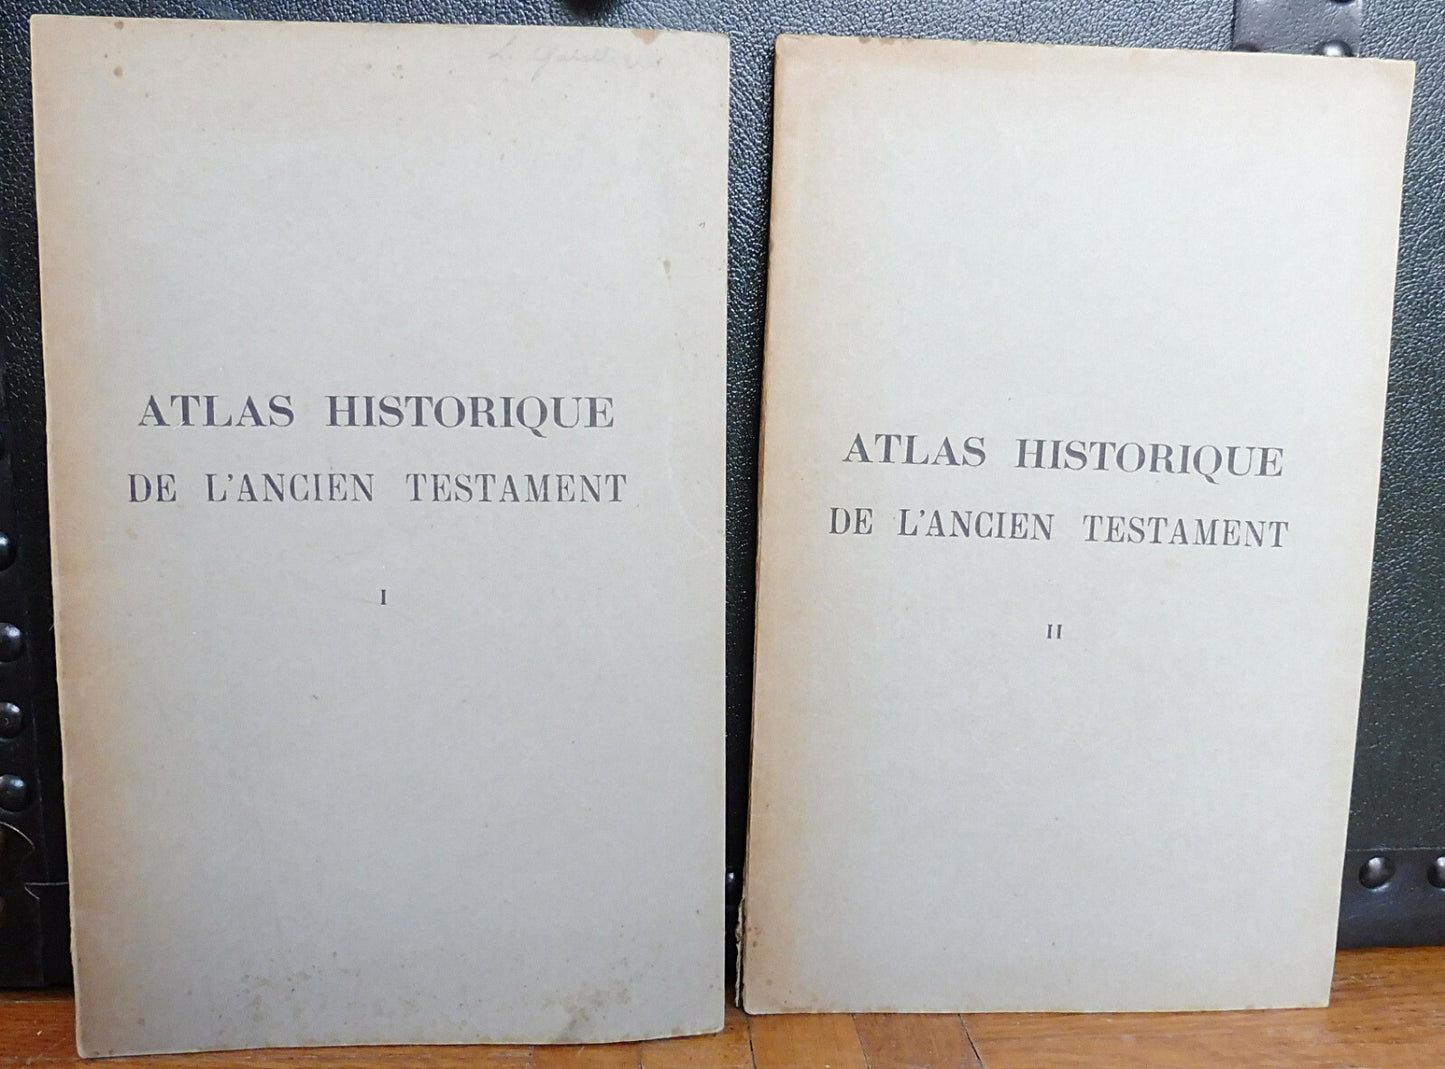 ATLAS HISTORIQUE
DE L'ANCIEN TESTAMENT
I
ATLAS HISTORIQUE
DE L'ANCIEN TESTAMENT
II